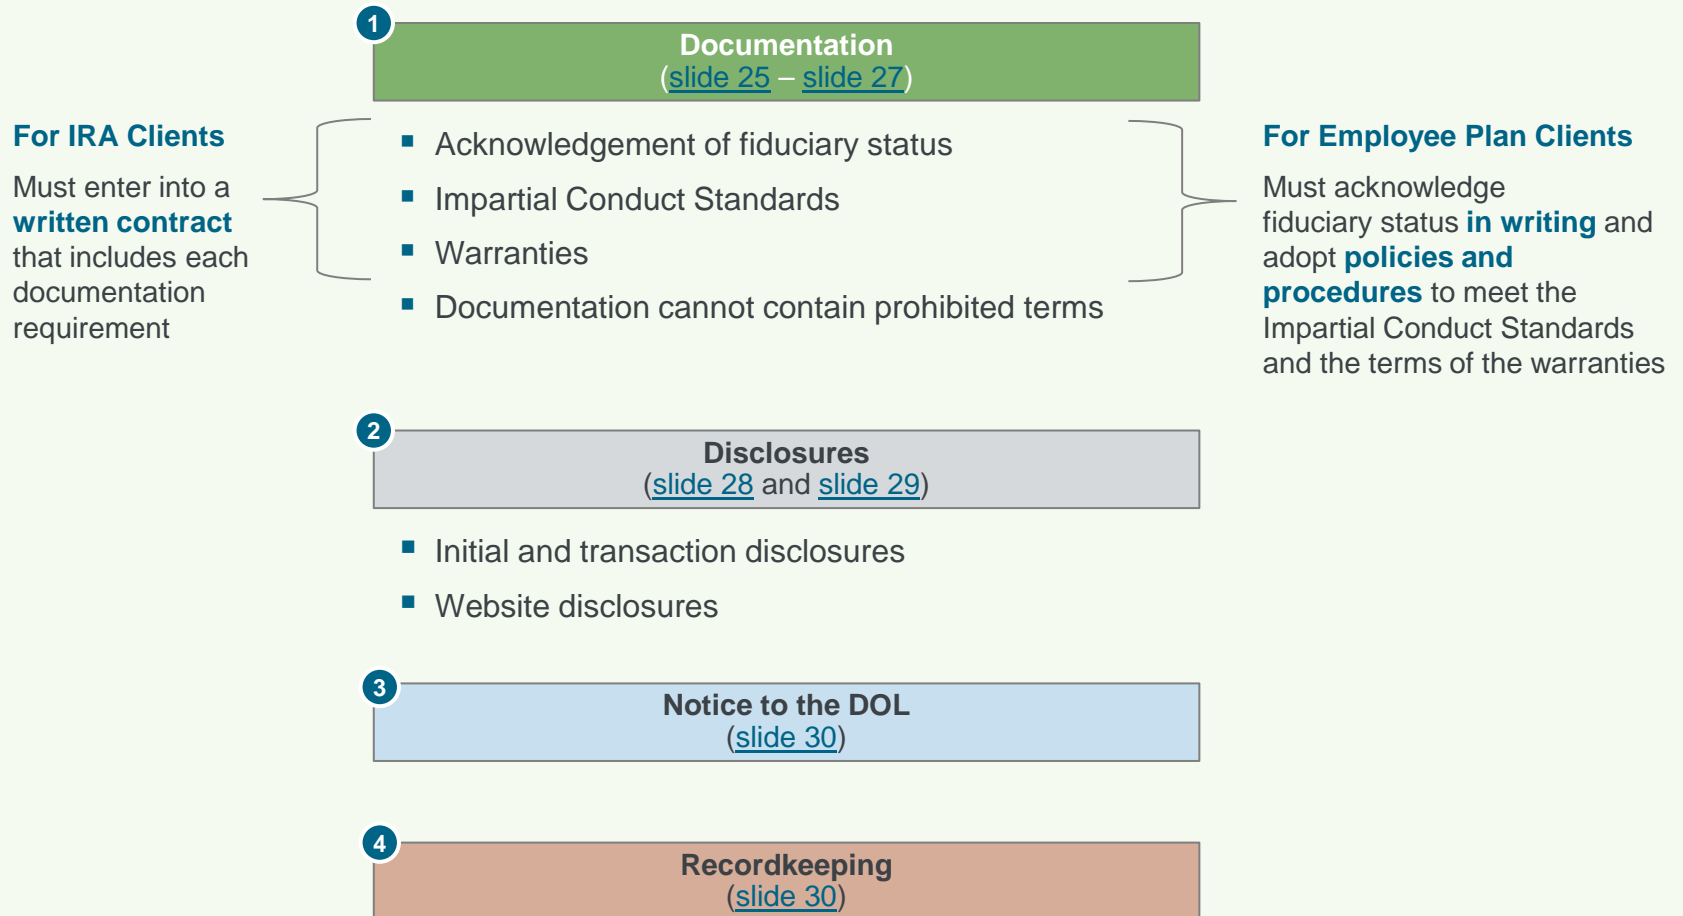 1
Documentation
(slide 25 – slide 27)
For IRA Clients
Must enter into a
written contract
that includes each
documentation
requirement
■ Acknowledgement of fiduciary status
■ Impartial Conduct Standards
■ Warranties
■ Documentation cannot contain prohibited terms
For Employee Plan Clients
Must acknowledge
fiduciary status in writing and
adopt policies and
procedures to meet the
Impartial Conduct Standards
and the terms of the warranties
2
Disclosures
(slide 28 and slide 29)
■ Initial and transaction disclosures
■ Website disclosures
3
Notice to the DOL
(slide 30)
4
Recordkeeping
(slide 30)